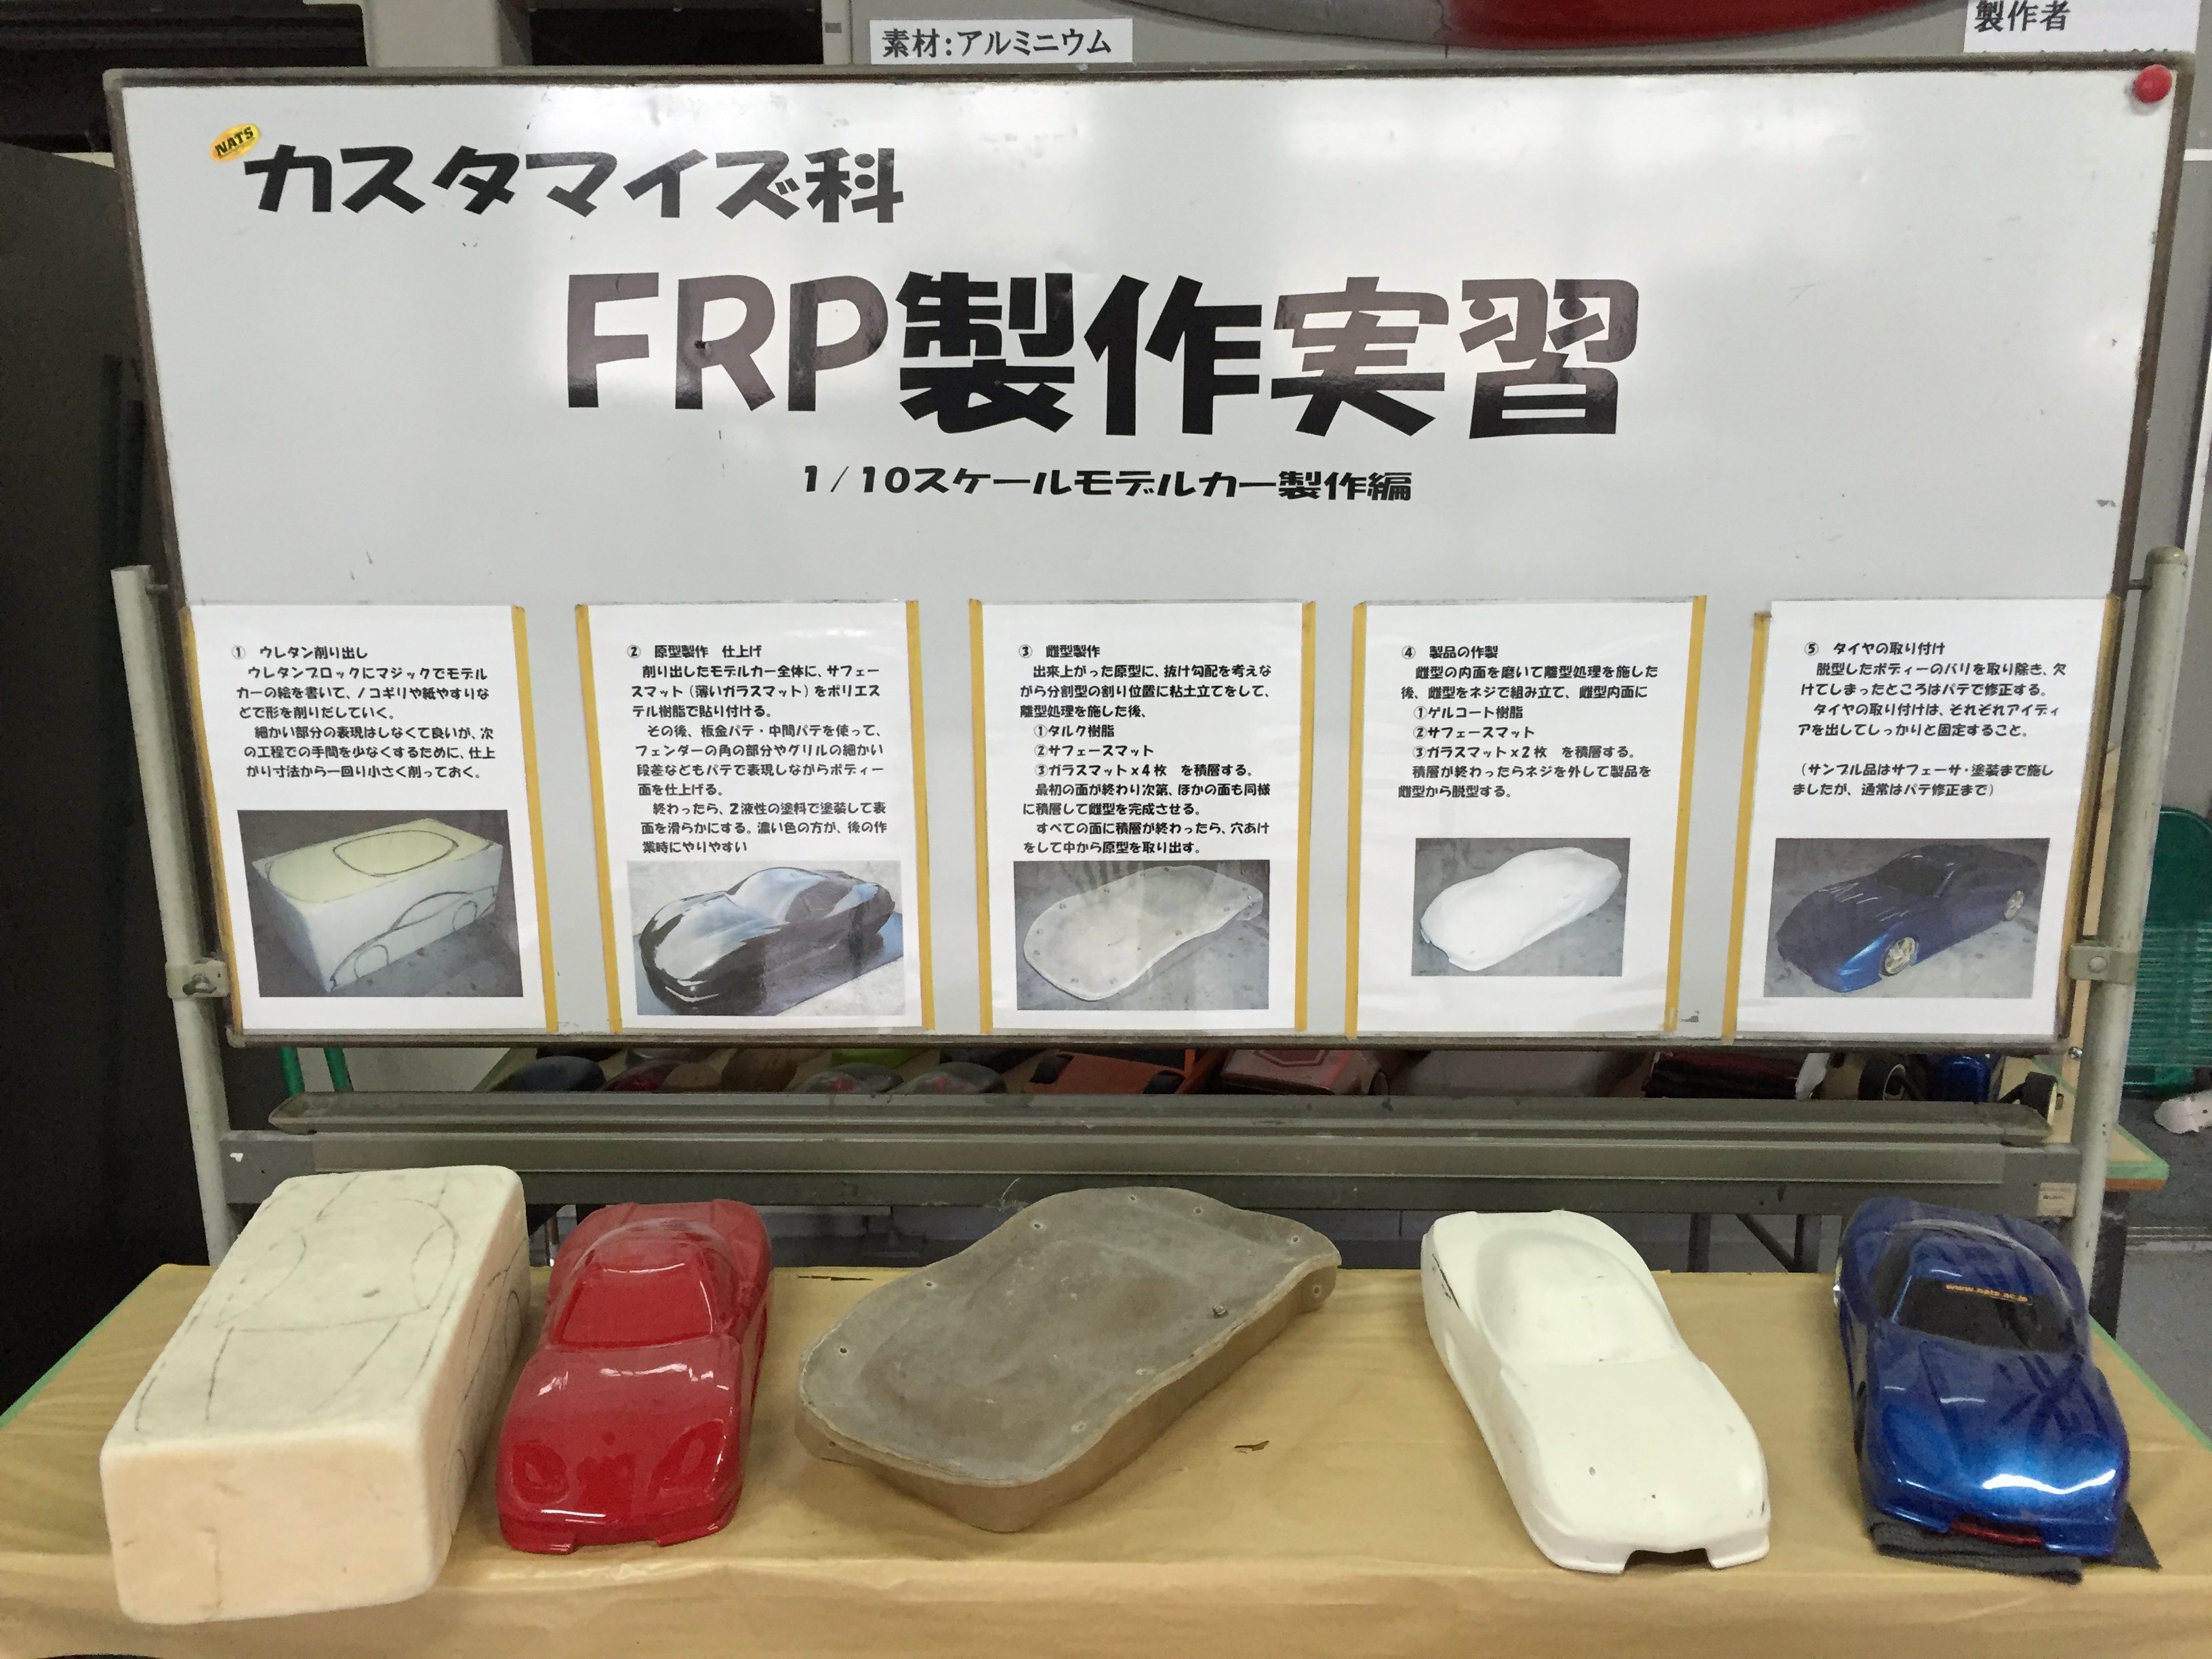 素材:アルミニウム
製作者
NATS
カスタマイズ科
FRP製作実習
1/10スケールモデルカー製作編
① ウレタン削り出し
ウレタンブロックにマジックでモデル
カーの絵を書いて、ノコギリや紙やすりな
どで形を削りだしていく。
細かい部分の表現はしなくて良いが、次
の工程での手間を少なくするために、仕上
がり寸法から一回り小さく削っておく。
② 原型製作 仕上げ
削り出したモデルカー全体に、サフェー
スマット(薄いガラスマット)をポリエス
テル樹脂で貼り付ける。
その後、板金パテ・中間パテを使って、
フェンダーの角の部分やグリルの細かい
段差などもパテで表現しながらボディー
面を仕上げる。
終わったら、2液性の塗料で塗装して表
面を滑らかにする。濃い色の方が、後の作
業時にやりやすい
③ 雌型製作
出来上がった原型に、抜け勾配を考えな
がら分割型の割り位置に粘土立てをして、
離型処理を施した後、
①タルク樹脂
②サフェースマット
③ガラスマットx4枚 を積層する。
最初の面が終わり次第、ほかの面も同様
に積層して雌型を完成させる。
すべての面に積層が終わったら、穴あけ
をして中から原型を取り出す。
④ 製品の作製
雌型の内面を磨いて離型処理を施した
後、雌型をネジで組み立て、雌型内面に
①ゲルコート樹脂
②サフェースマット
③ガラスマットx2枚 を積層する。
積層が終わったらネジを外して製品を
雌型から脱型する。
⑤ タイヤの取り付け
脱型したボディーのバリを取り除き、欠
けてしまったところはパテで修正する。
タイヤの取り付けは、それぞれアイディ
アを出してしっかりと固定すること。
(サンプル品はサフェーサ・塗装まで施し
ましたが、通常はパテ修正まで)
www.nats.ac.jp